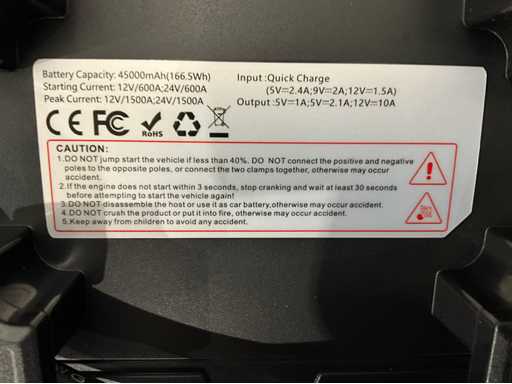 Battery Capacity: 45000mAh(166.5Wh)
Starting Current: 12V/600A;24V/600A
Peak Current: 12V/1500A;24V/1500A
Input :Quick Charge
(5V⎓2.4A;9V⎓2A;12V⎓1.5A)
Output :5V⎓1A;5V⎓2.1A;12V⎓10A
CE FC RoHS
CAUTION:
1.DO NOT jump start the vehicle if less than 40%. DO NOT connect the positive and negative
poles to the opposite poles, or connect the two clamps together, otherwise may occur
accident.
2.If the engine does not start within 3 seconds, stop cranking and wait at least 30 seconds
before attempting to start the vehicle again!
3.DO NOT disassemble the host or use it as car battery,otherwise may occur accident.
4.DO NOT crush the product or put it into fire, otherwise may occur accident.
5.Keep away from children to avoid any accident.